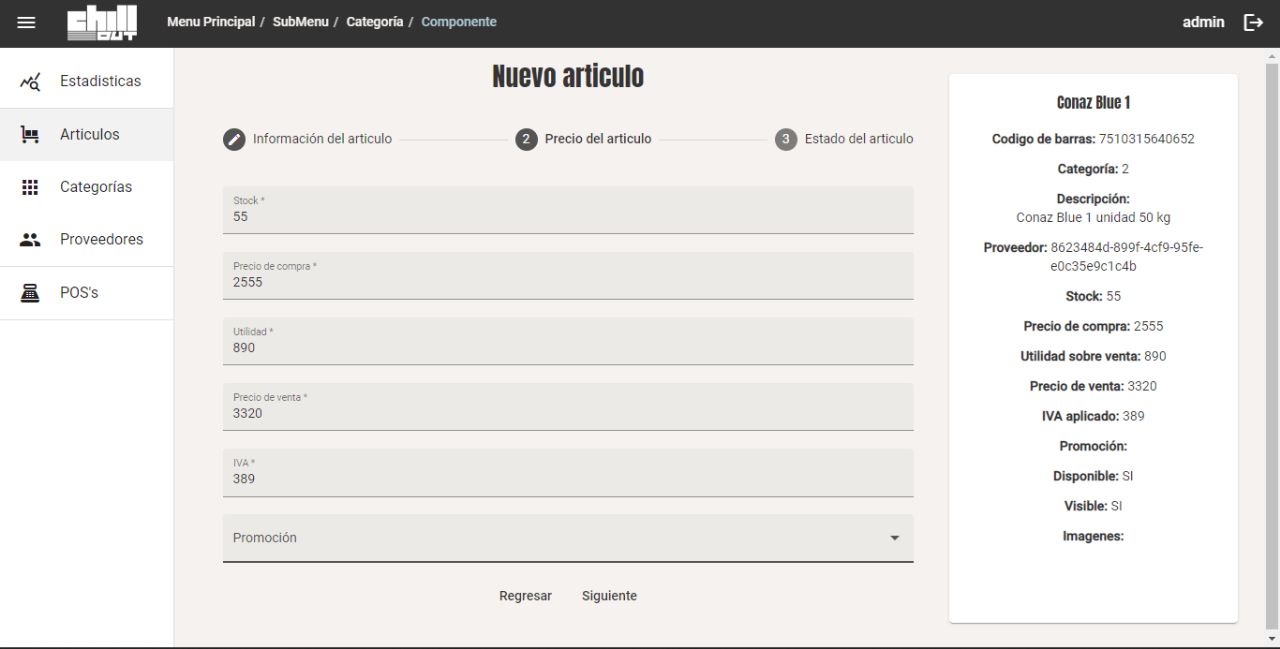 chill
OUT
Menu Principal / SubMenu / Categoría / Componente
admin
Estadisticas
Articulos
Categorías
Proveedores
POS's
Nuevo articulo
Información del articulo
2 Precio del articulo
3 Estado del articulo
Stock *
55
Precio de compra *
2555
Utilidad *
890
Precio de venta *
3320
IVA *
389
Promoción
Regresar Siguiente
Conaz Blue 1
Codigo de barras: 7510315640652
Categoría: 2
Descripción:
Conaz Blue 1 unidad 50 kg
Proveedor: 8623484d-899f-4cf9-95fe-
e0c35e9c1c4b
Stock: 55
Precio de compra: 2555
Utilidad sobre venta: 890
Precio de venta: 3320
IVA aplicado: 389
Promoción:
Disponible: SI
Visible: SI
Imagenes: